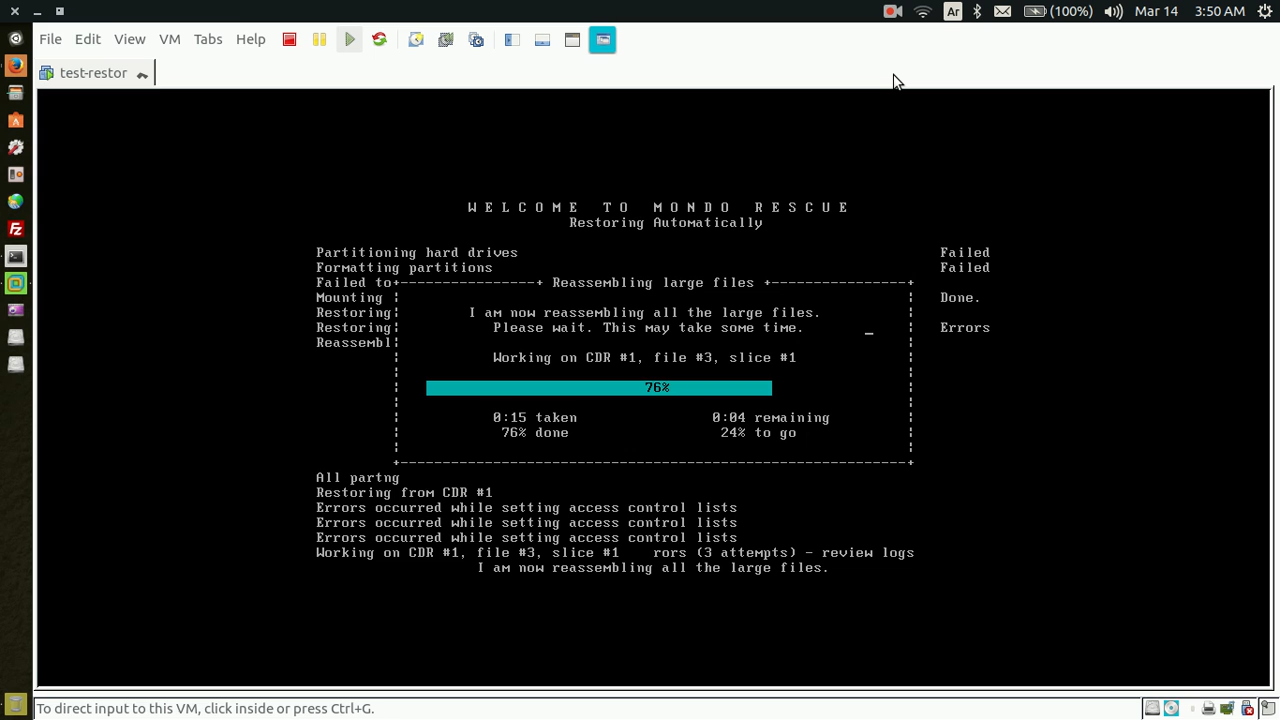 Ar
(100%)
Mar 14
3:50 AM
File Edit View VM Tabs Help
test-restor
W E L C O M E   T O   M O N D O   R E S C U E
Restoring Automatically
Partitioning hard drives Failed
Formatting partitions Failed
Failed to+----------------+ Reassembling large files +----------------+
Mounting Done.
Restoring I am now reassembling all the large files.
Restoring Please wait. This may take some time. _ Errors
Reassembl
Working on CDR #1, file #3, slice #1
76%
0:15 taken 0:04 remaining
76% done 24% to go
All partng
Restoring from CDR #1
Errors occurred while setting access control lists
Errors occurred while setting access control lists
Errors occurred while setting access control lists
Working on CDR #1, file #3, slice #1 rors (3 attempts) - review logs
I am now reassembling all the large files.
To direct input to this VM, click inside or press Ctrl+G.